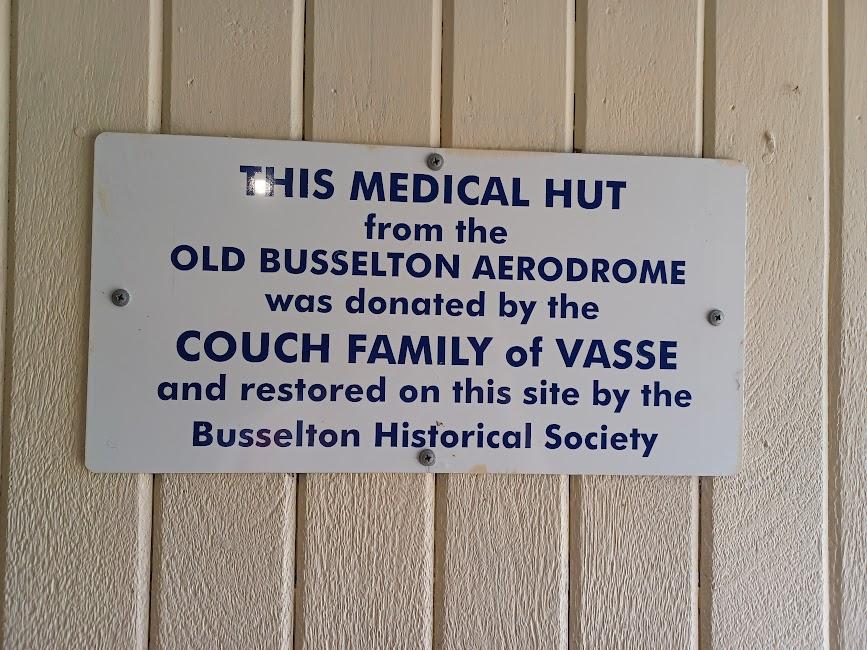 THIS MEDICAL HUT
from the
OLD BUSSELTON AERODROME
was donated by the
COUCH FAMILY of VASSE
and restored on this site by the
Busselton Historical Society